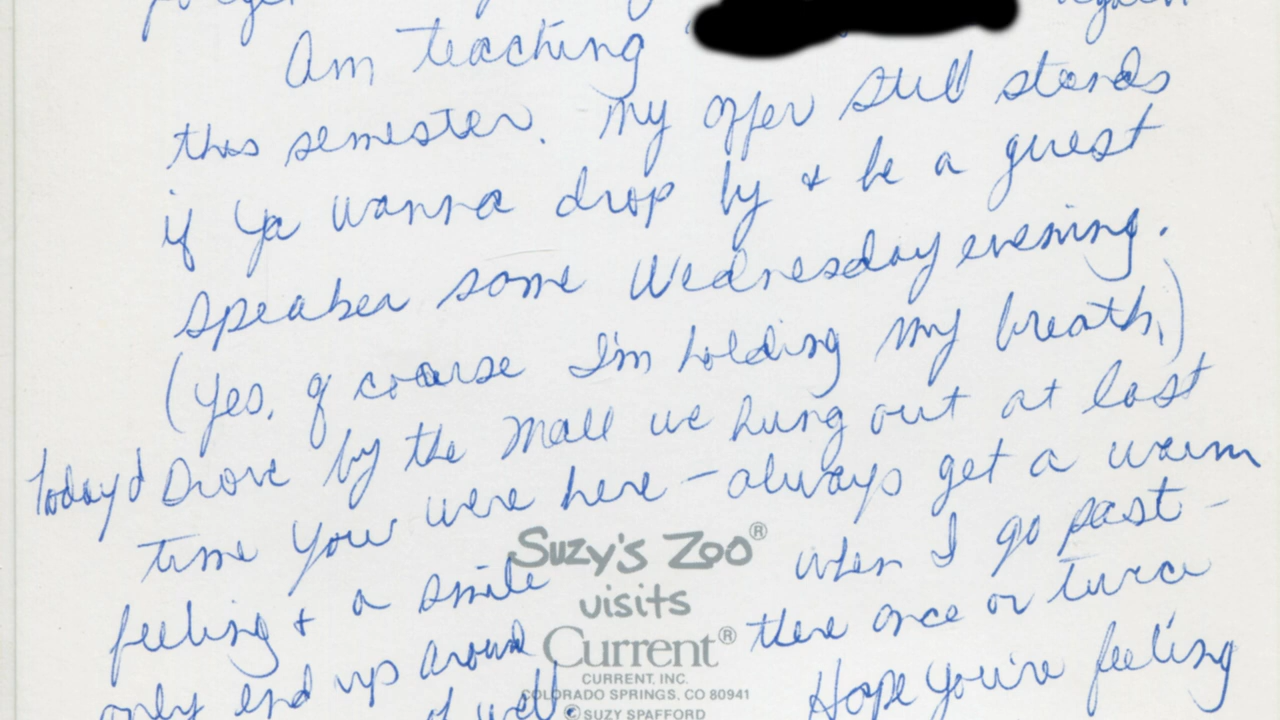 Am teaching
this semester. My offer still stands
if ya wanna drop by & be a guest
speaker some Wednesday evening.
(Yes, of course I'm holding my breath.)
Today I Drove by the Mall we hung out at last
time you were here - always get a warm
feeling & a smile when I go past -
only end up around there once or twice
of well Hope you're feeling
Suzy's Zoo®
visits
Current®
CURRENT, INC.
COLORADO SPRINGS, CO 80941
© SUZY SPAFFORD